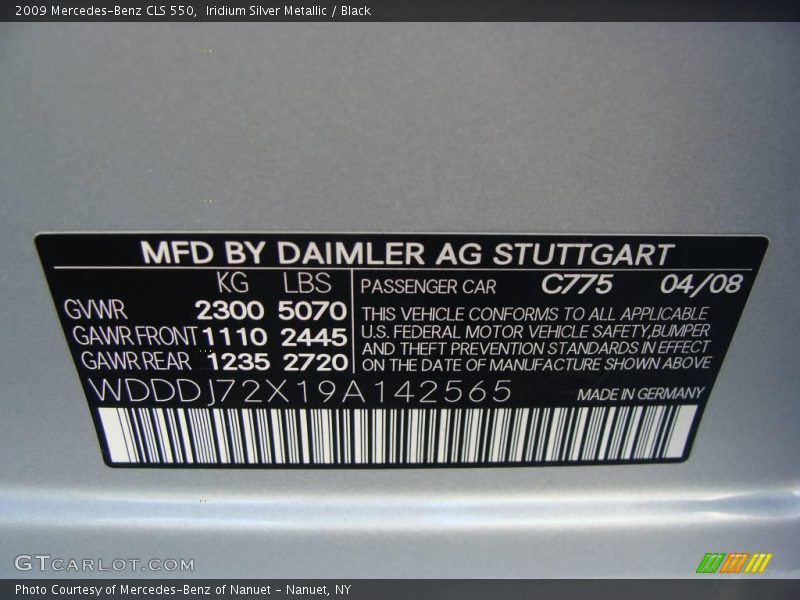 2009 Mercedes-Benz CLS 550,  Iridium Silver Metallic / Black
MFD BY DAIMLER AG STUTTGART
KG LBS
GVWR 2300 5070
GAWR FRONT 1110 2445
GAWR REAR 1235 2720
PASSENGER CAR C775 04/08
THIS VEHICLE CONFORMS TO ALL APPLICABLE
U.S. FEDERAL MOTOR VEHICLE SAFETY,BUMPER
AND THEFT PREVENTION STANDARDS IN EFFECT
ON THE DATE OF MANUFACTURE SHOWN ABOVE
WDDDJ72X19A142565 MADE IN GERMANY
GTCARLOT.COM
Photo Courtesy of Mercedes-Benz of Nanuet - Nanuet, NY